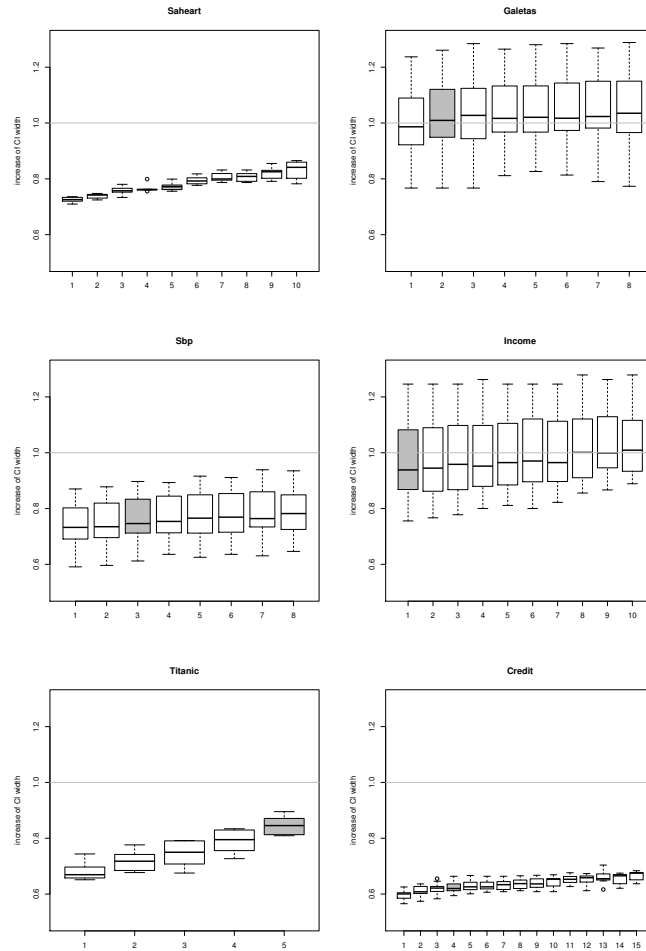 Saheart
increase of CI width
0.6 0.8 1.0 1.2
1 2 3 4 5 6 7 8 9 10
Galetas
increase of CI width
0.6 0.8 1.0 1.2
1 2 3 4 5 6 7 8
Sbp
increase of CI width
0.6 0.8 1.0 1.2
1 2 3 4 5 6 7 8
Income
increase of CI width
0.6 0.8 1.0 1.2
1 2 3 4 5 6 7 8 9 10
Titanic
increase of CI width
0.6 0.8 1.0 1.2
1 2 3 4 5
Credit
increase of CI width
0.6 0.8 1.0 1.2
1 2 3 4 5 6 7 8 9 10 11 12 13 14 15